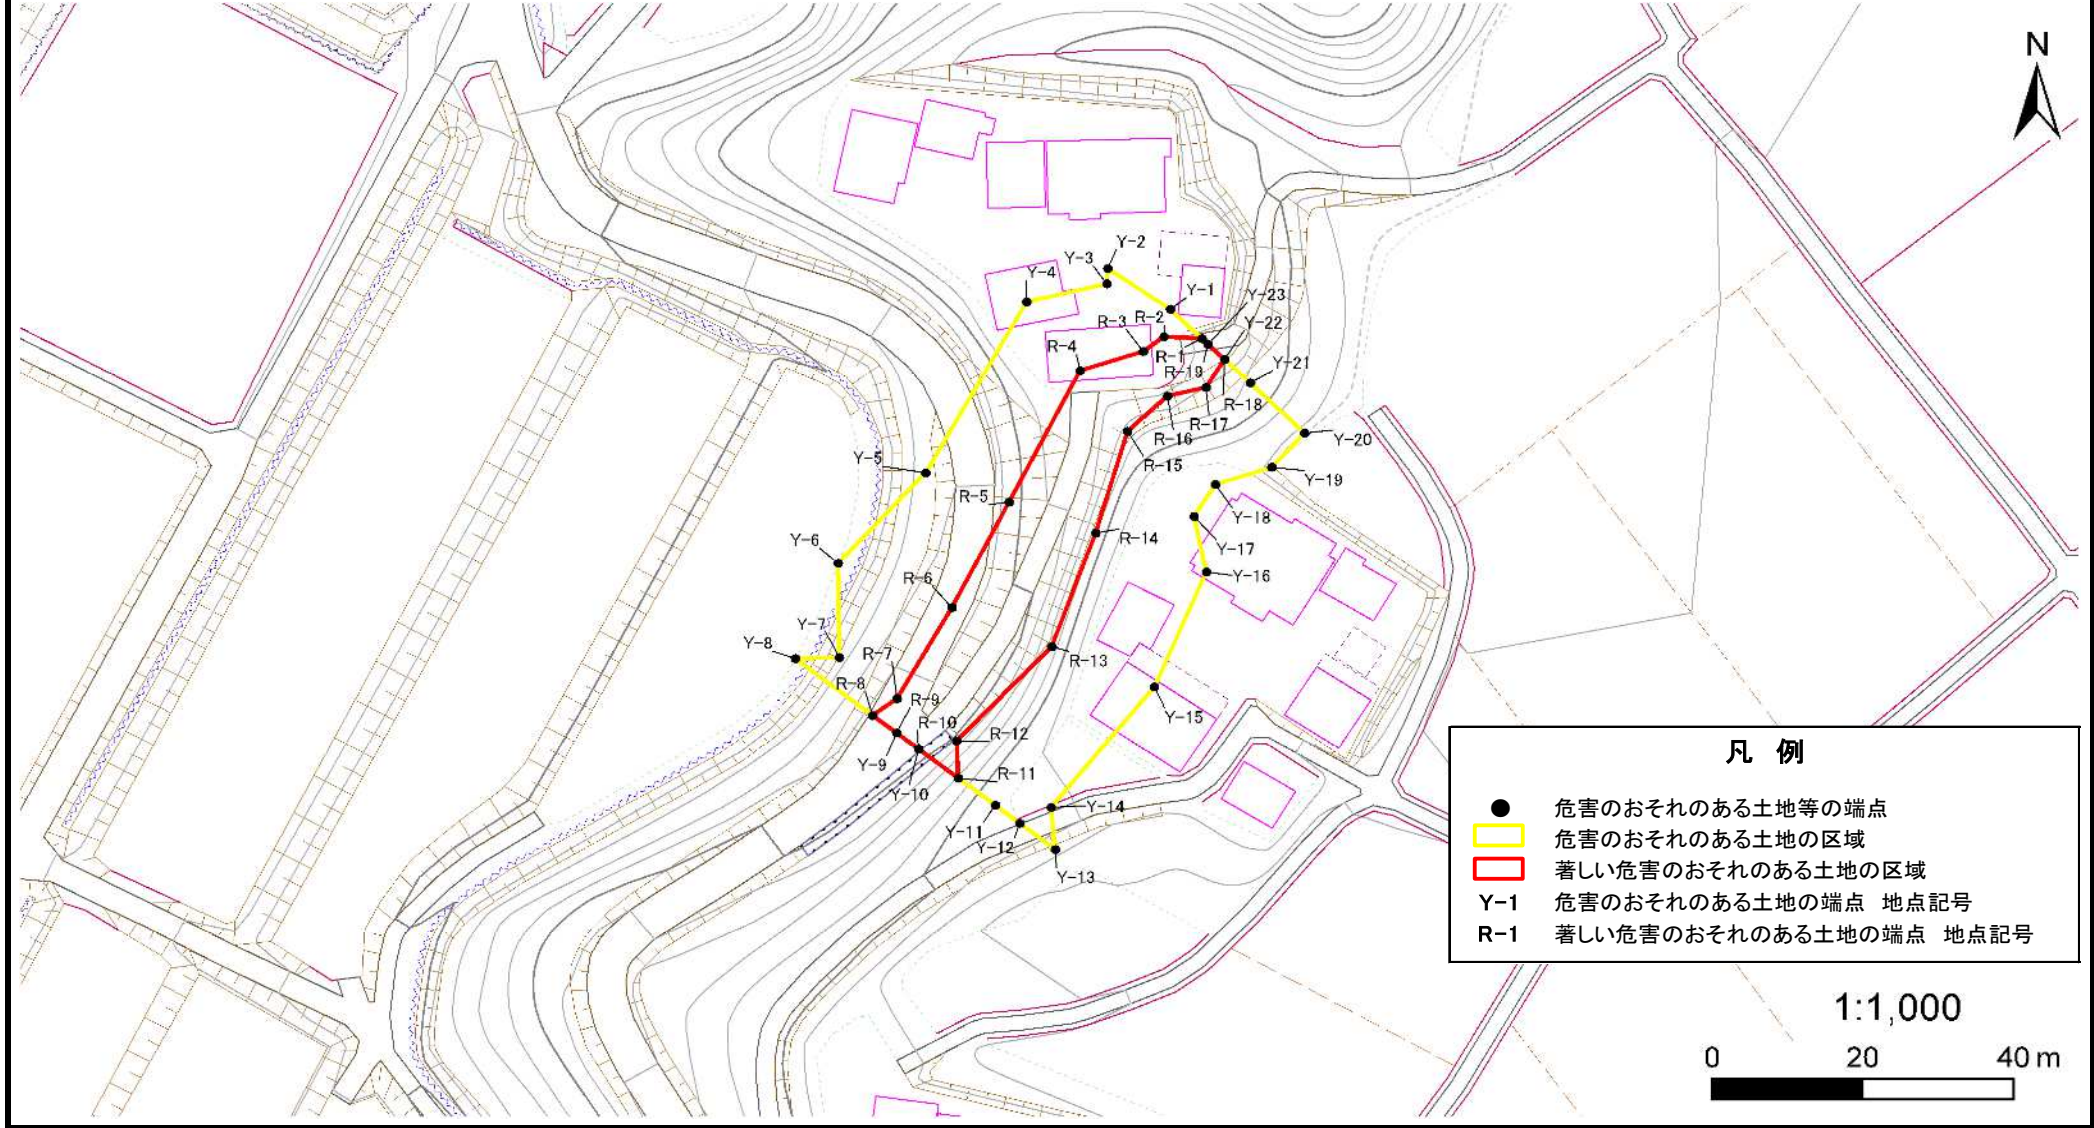 N
Y-2
Y-3
Y-4
Y-1
Y-23
R-2
Y-22
R-3
R-4
R-1
Y-21
R-19
R-18
R-17
R-16
Y-20
R-15
Y-5
Y-19
R-5
Y-18
R-14
Y-17
Y-6
Y-16
R-6
Y-7
Y-8
R-7
R-13
R-8
R-9
Y-15
R-10
R-12
Y-9
R-11
Y-10
Y-14
Y-11
Y-12
Y-13
凡 例
危害のおそれのある土地等の端点
危害のおそれのある土地の区域
著しい危害のおそれのある土地の区域
Y-1 危害のおそれのある土地の端点 地点記号
R-1 著しい危害のおそれのある土地の端点 地点記号
1:1,000
0 20 40 m